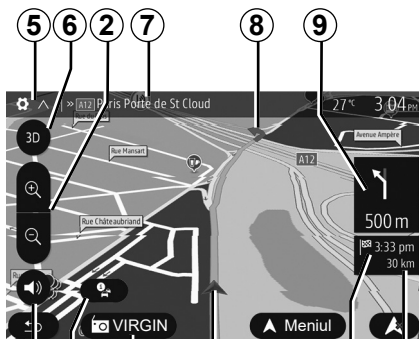 5 6 2 7 8 9
» A12 Paris Porte de St Cloud
27 °C 3 04 PM
3D
Rue Mansart
Avenue Ampère
A12
Rue Châteaubriand
500 m
3:33 pm
30 km
VIRGIN
Meniul